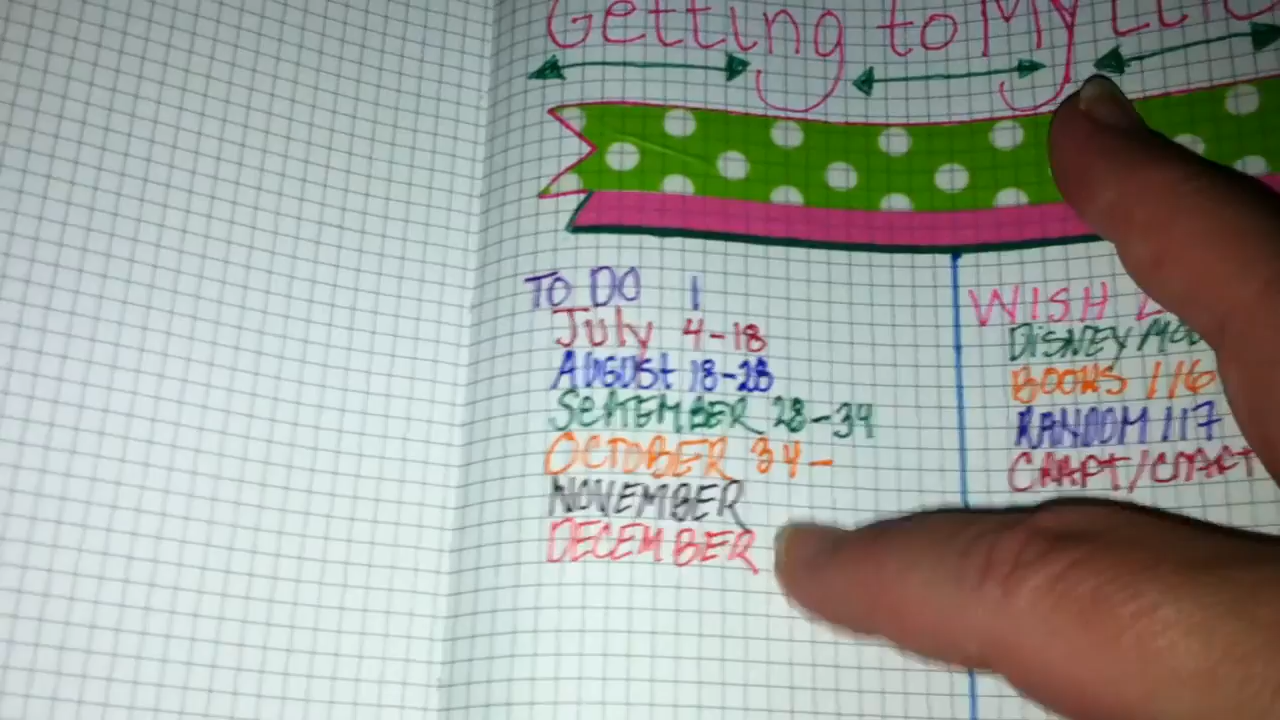 Getting to My
TO DO 1
July 4-18
AUGUST 18-28
SEPTEMBER 28-34
OCTOBER 34-
NOVEMBER
DECEMBER
WISH
DISNEY
BOOKS 116
RANDOM 117
CRAFT/